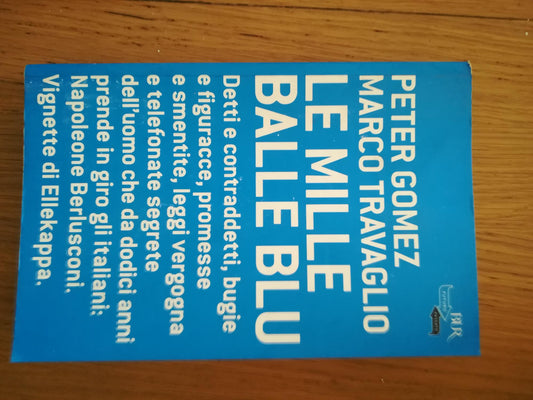 PETER GOMEZ
MARCO TRAVAGLIO
LE MILLE
BALLE BLU
Detti e contraddetti, bugie
e figuracce, promesse
e smentite, leggi vergogna
e telefonate segrete
dell'uomo che da dodici anni
prende in giro gli italiani:
Napoleone Berlusconi.
Vignette di Ellekappa.
BUR